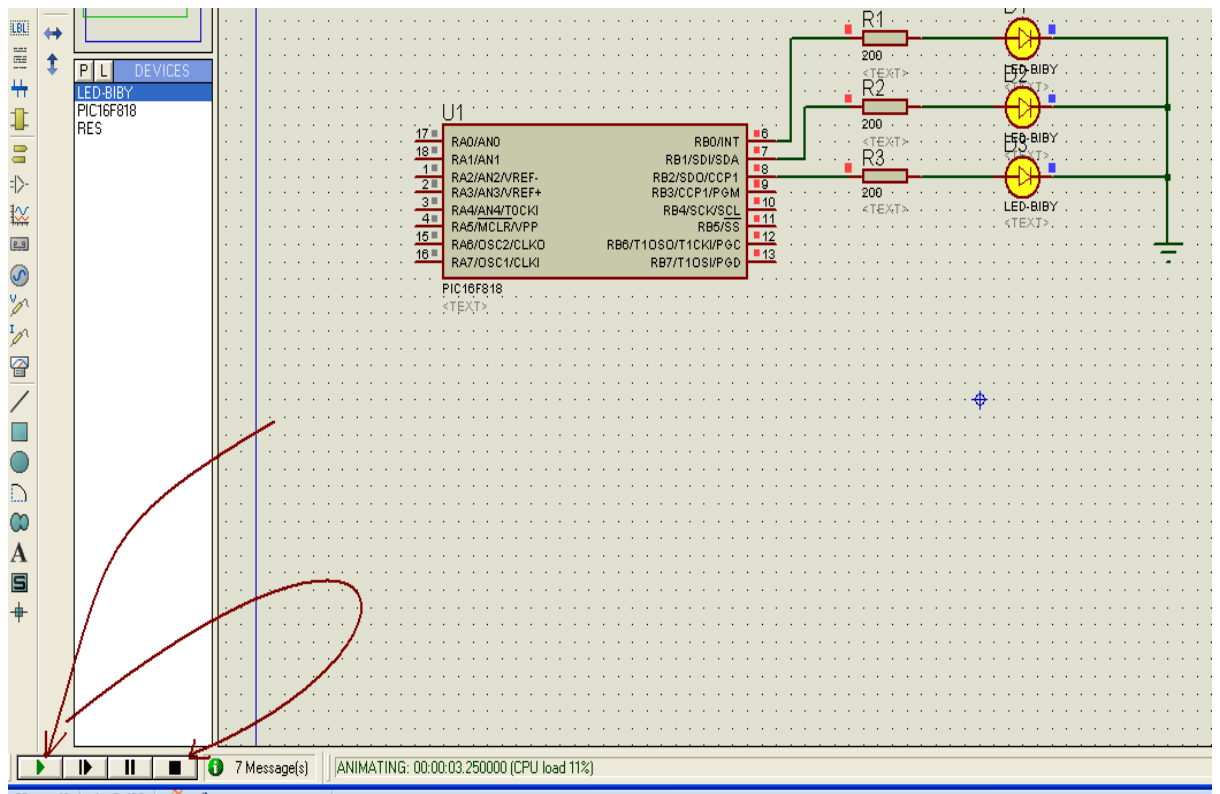 LBL
P L DEVICES
LED-BIBY
PIC16F818
RES
R1
200
<TEXT>
LED-BIBY
R2
D2
200
<TEXT>
LED-BIBY
R3
D3
200
<TEXT>
LED-BIBY
<TEXT>
U1
17 RA0/AN0 RB0/INT 6
18 RA1/AN1 RB1/SDI/SDA 7
1 RA2/AN2/VREF- RB2/SDO/CCP1 8
2 RA3/AN3/VREF+ RB3/CCP1/PGM 9
3 RA4/AN4/T0CKI RB4/SCK/SCL 10
4 RA5/MCLR/VPP RB5/SS 11
15 RA6/OSC2/CLKO RB6/T1OSO/T1CKI/PGC 12
16 RA7/OSC1/CLKI RB7/T1OSI/PGD 13
PIC16F818
<TEXT>
A
S
7 Message(s) ANIMATING: 00:00:03.250000 (CPU load 11%)